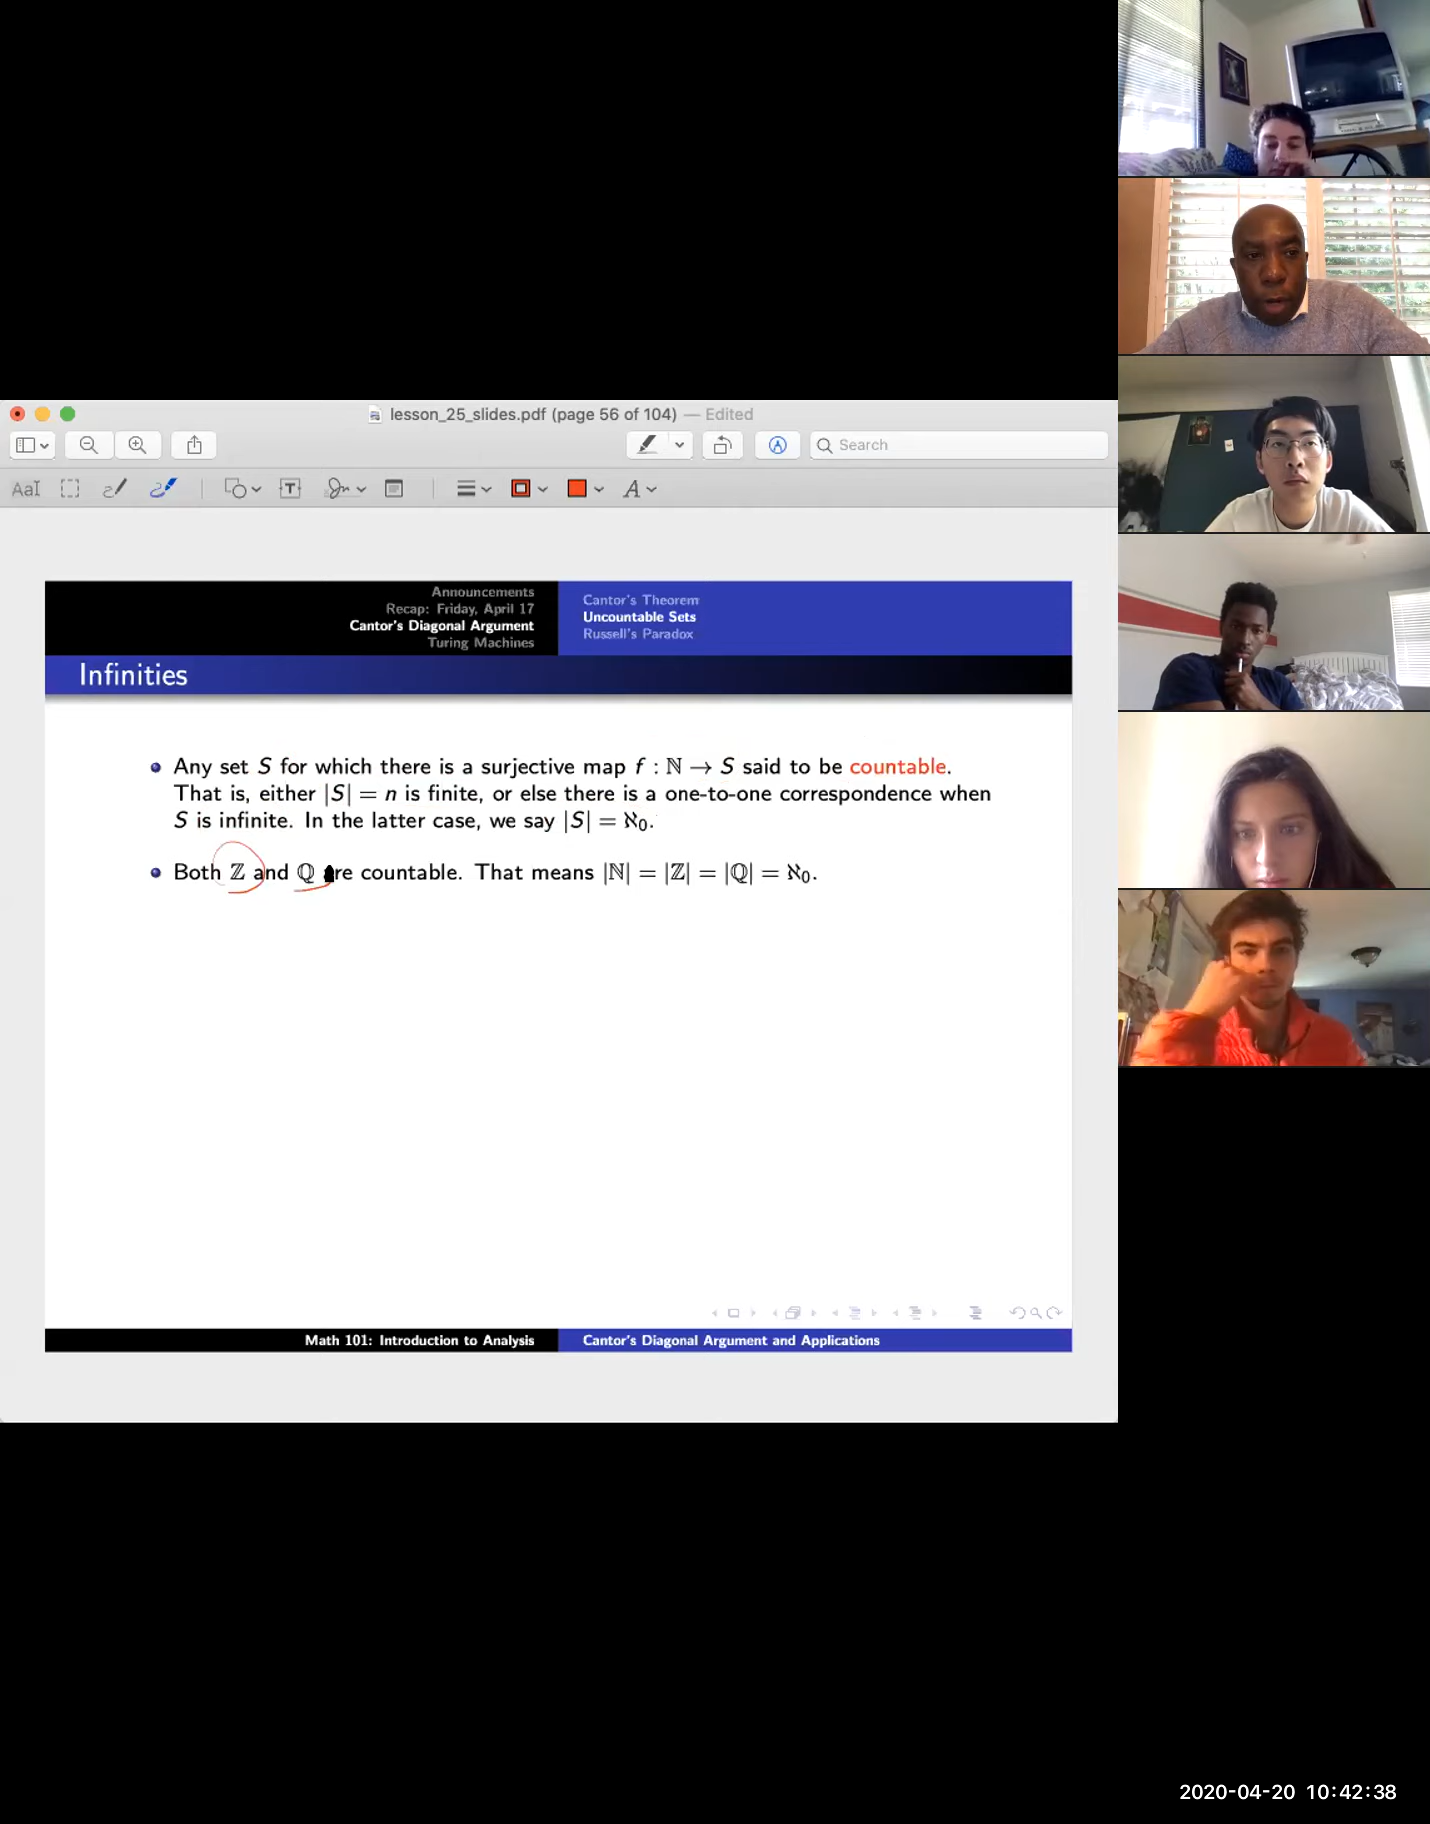 lesson_25_slides.pdf (page 56 of 104) — Edited
Search
AaI
T
A
Announcements
Recap: Friday, April 17
Cantor's Diagonal Argument
Turing Machines
Cantor's Theorem
Uncountable Sets
Russell's Paradox
Infinities
Any set S for which there is a surjective map f : ℕ → S said to be countable.
That is, either |S| = n is finite, or else there is a one-to-one correspondence when
S is infinite. In the latter case, we say |S| = ℵ₀.
Both ℤ and ℚ are countable. That means |ℕ| = |ℤ| = |ℚ| = ℵ₀.
Math 101: Introduction to Analysis
Cantor's Diagonal Argument and Applications
2020-04-20 10:42:38